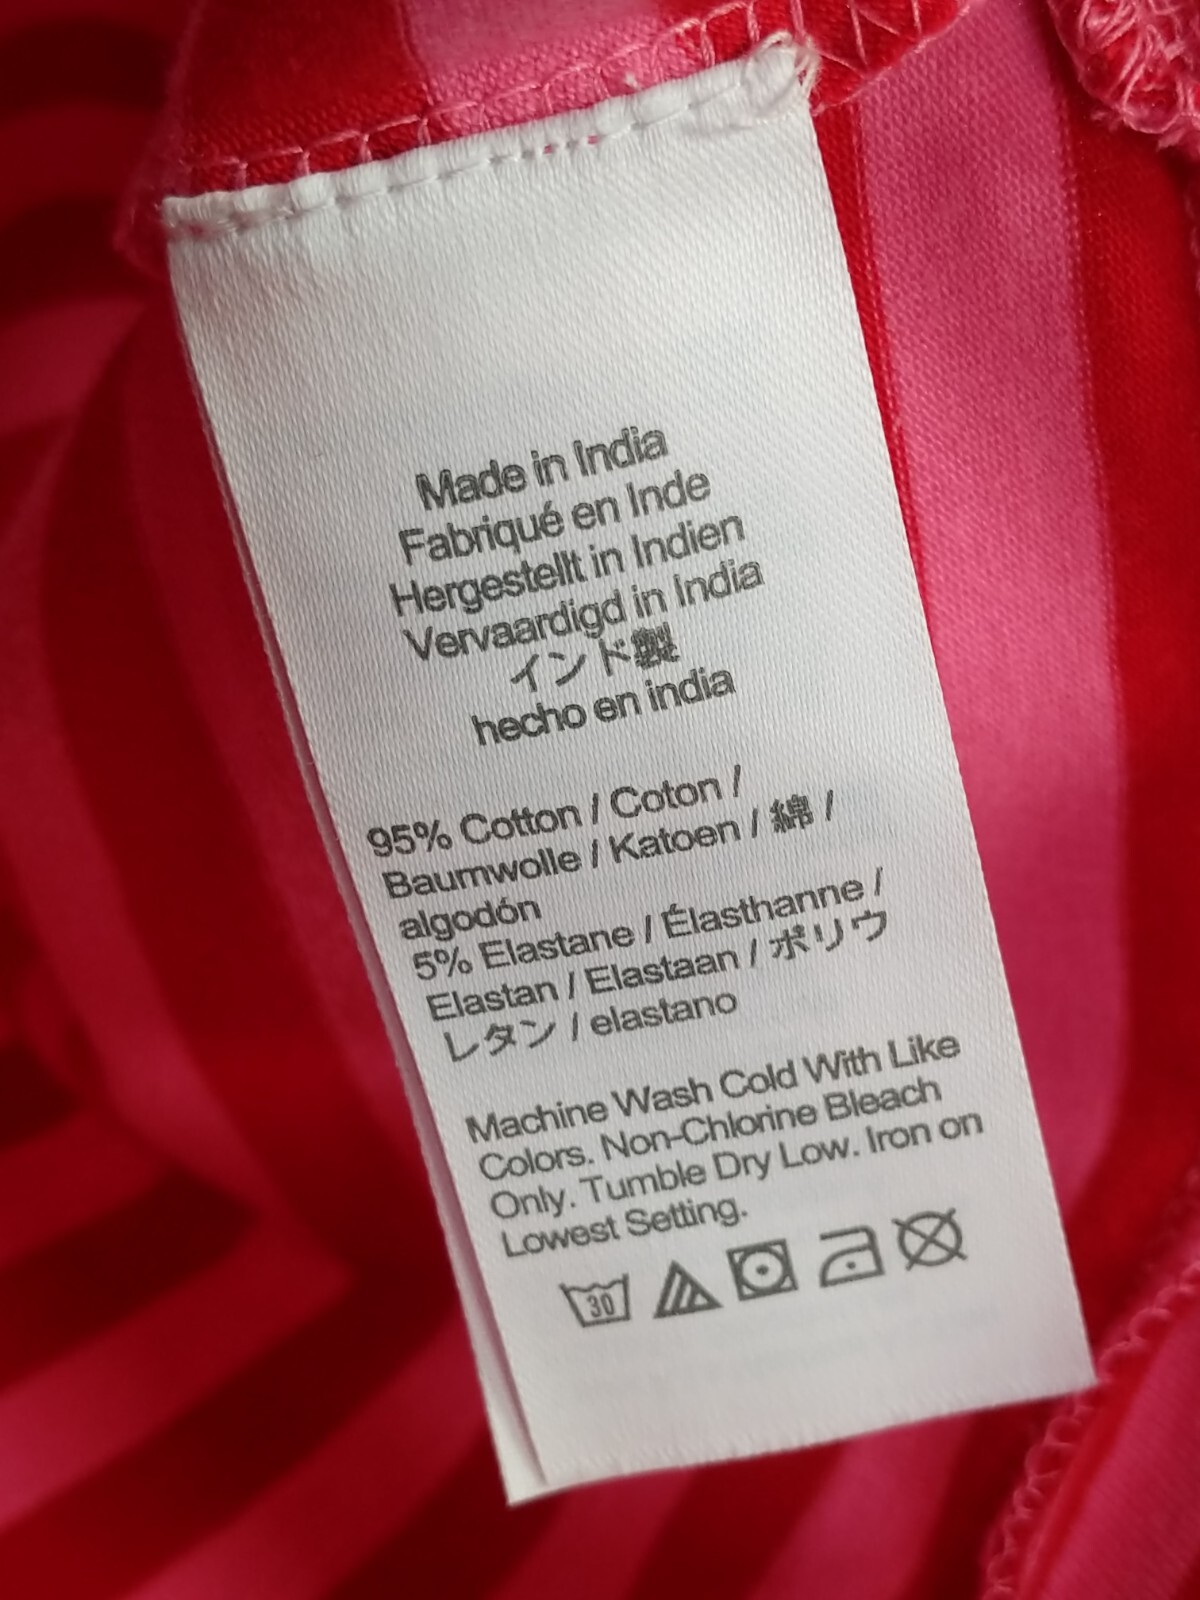 Made in India
Fabriqué en Inde
Hergestellt in Indien
Vervaardigd in India
インド製
hecho en india
95% Cotton / Coton /
Baumwolle / Katoen / 綿 /
algodón
5% Elastane / Élasthanne /
Elastan / Elastaan / ポリウ
レタン / elastano
Machine Wash Cold With Like
Colors. Non-Chlorine Bleach
Only. Tumble Dry Low. Iron on
Lowest Setting.
30